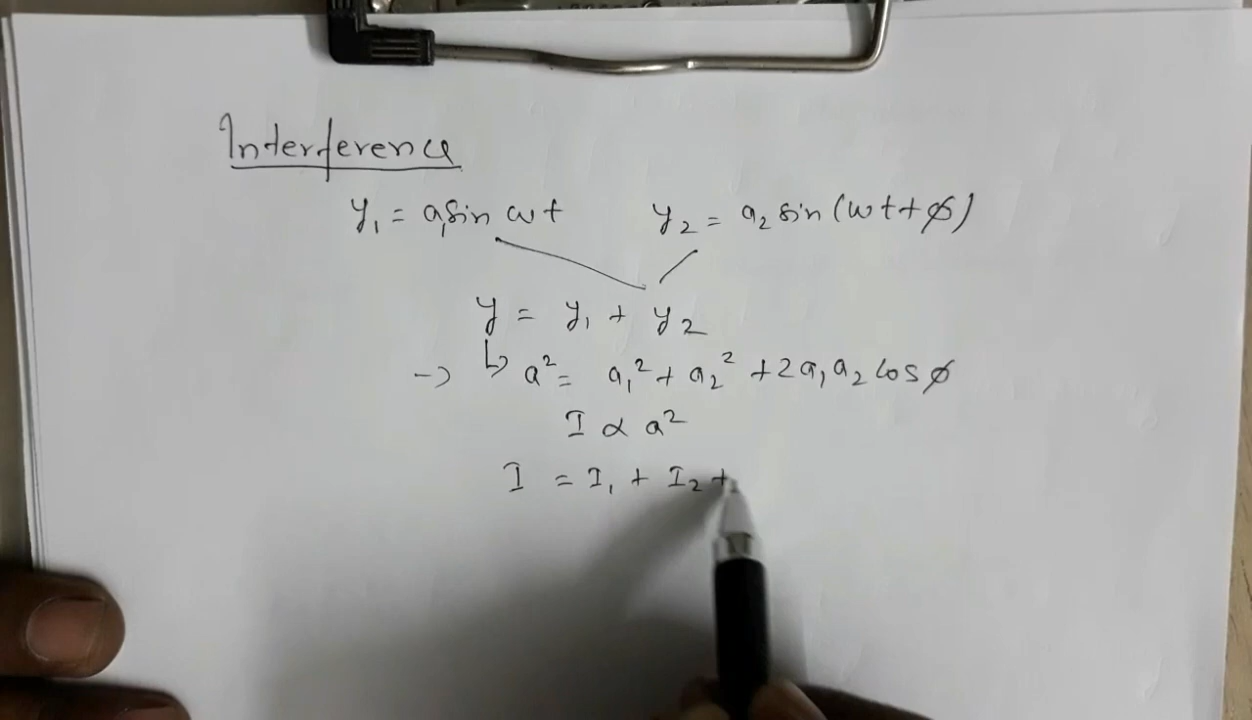 Interference
y₁ = a₁sin ωt y₂ = a₂ sin (ωt+φ)
y = y₁ + y₂
→ ↳ a² = a₁² + a₂² + 2a₁a₂ cos φ
I ∝ a²
I = I₁ + I₂ +